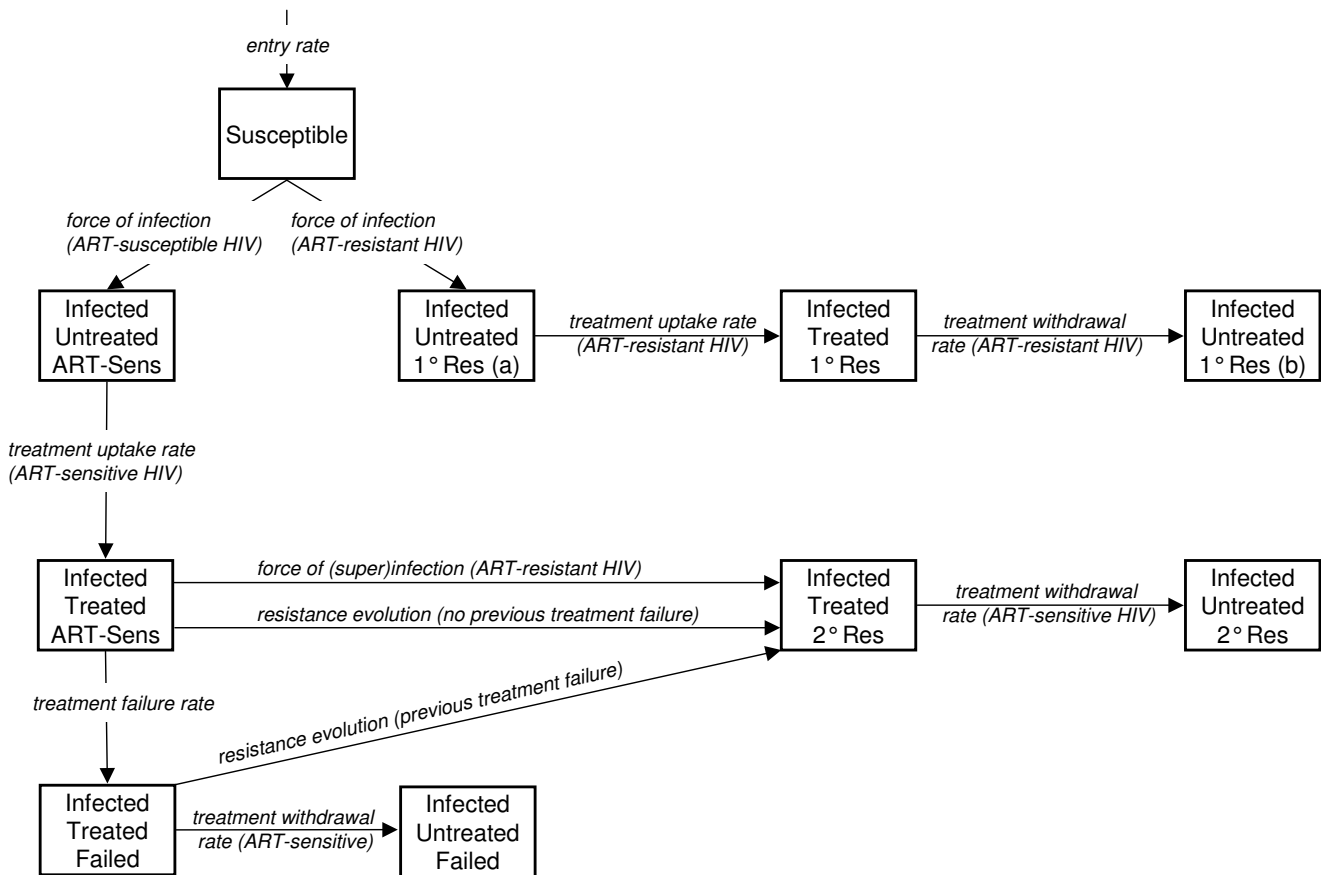 entry rate
Susceptible
force of infection
(ART-susceptible HIV)
force of infection
(ART-resistant HIV)
Infected
Untreated
ART-Sens
Infected
Untreated
1° Res (a)
treatment uptake rate
(ART-resistant HIV)
Infected
Treated
1° Res
treatment withdrawal
rate (ART-resistant HIV)
Infected
Untreated
1° Res (b)
treatment uptake rate
(ART-sensitive HIV)
Infected
Treated
ART-Sens
force of (super)infection (ART-resistant HIV)
resistance evolution (no previous treatment failure)
Infected
Treated
2° Res
treatment withdrawal
rate (ART-sensitive HIV)
Infected
Untreated
2° Res
treatment failure rate
resistance evolution (previous treatment failure)
Infected
Treated
Failed
treatment withdrawal
rate (ART-sensitive)
Infected
Untreated
Failed